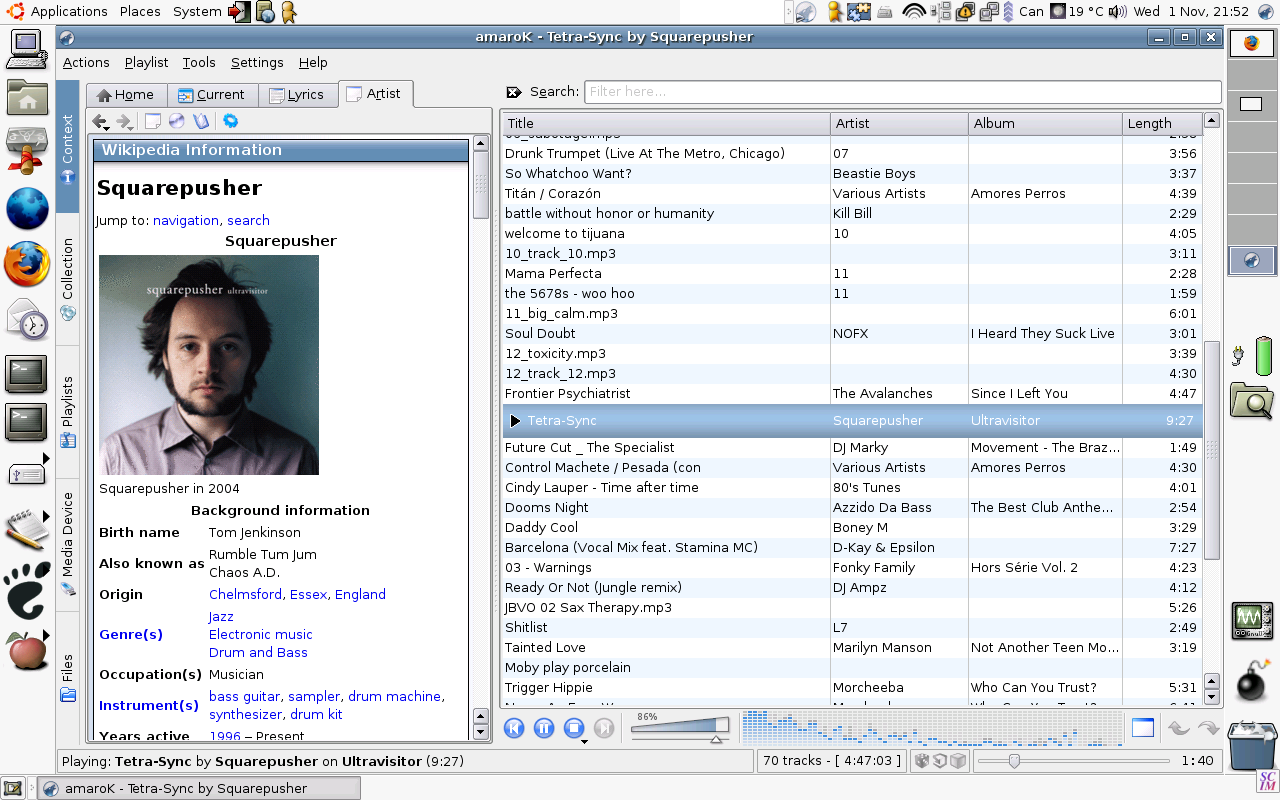 Applications Places System Can 19 °C Wed 1 Nov, 21:52
amaroK - Tetra-Sync by Squarepusher
Actions Playlist Tools Settings Help
Home Current Lyrics Artist
Search: Filter here...
Context
Collection
Playlists
Media Device
Files
Wikipedia Information
Squarepusher
Jump to: navigation, search
Squarepusher
squarepusher ultravisitor
Squarepusher in 2004
Background information
Birth name Tom Jenkinson
Also known as Rumble Tum Jum
Chaos A.D.
Origin Chelmsford, Essex, England
Genre(s) Jazz
Electronic music
Drum and Bass
Occupation(s) Musician
Instrument(s) bass guitar, sampler, drum machine,
synthesizer, drum kit
Years active 1996 – Present
Title Artist Album Length
Drunk Trumpet (Live At The Metro, Chicago) 07 3:56
So Whatchoo Want? Beastie Boys 3:37
Titán / Corazón Various Artists Amores Perros 4:39
battle without honor or humanity Kill Bill 2:29
welcome to tijuana 10 4:05
10_track_10.mp3 3:11
Mama Perfecta 11 2:28
the 5678s - woo hoo 11 1:59
11_big_calm.mp3 6:01
Soul Doubt NOFX I Heard They Suck Live 3:01
12_toxicity.mp3 3:39
12_track_12.mp3 4:30
Frontier Psychiatrist The Avalanches Since I Left You 4:47
Tetra-Sync Squarepusher Ultravisitor 9:27
Future Cut _ The Specialist DJ Marky Movement - The Braz... 1:49
Control Machete / Pesada (con Various Artists Amores Perros 4:30
Cindy Lauper - Time after time 80's Tunes 4:01
Dooms Night Azzido Da Bass The Best Club Anthe... 2:54
Daddy Cool Boney M 3:29
Barcelona (Vocal Mix feat. Stamina MC) D-Kay & Epsilon 7:27
03 - Warnings Fonky Family Hors Série Vol. 2 4:23
Ready Or Not (Jungle remix) DJ Ampz 4:12
JBVO 02 Sax Therapy.mp3 5:26
Shitlist L7 2:49
Tainted Love Marilyn Manson Not Another Teen Mo... 3:19
Moby play porcelain
Trigger Hippie Morcheeba Who Can You Trust? 5:31
86%
Playing: Tetra-Sync by Squarepusher on Ultravisitor (9:27) 70 tracks - [ 4:47:03 ] 1:40
amaroK - Tetra-Sync by Squarepusher
SCIM